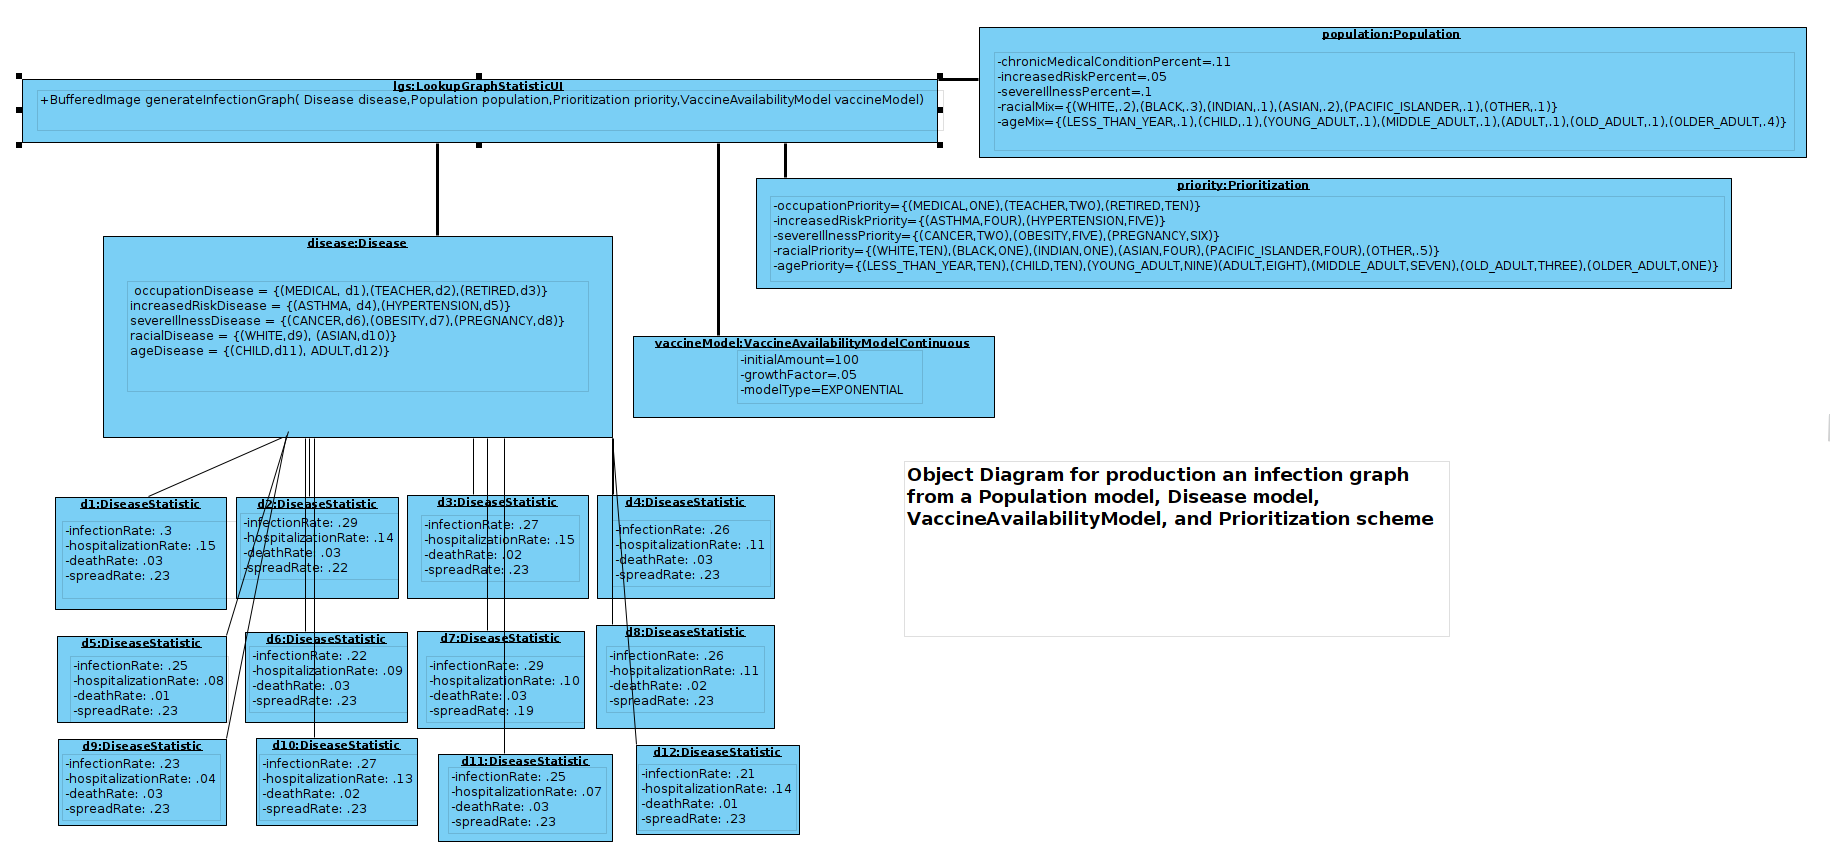 population:Population
-chronicMedicalConditionPercent=.11
-increasedRiskPercent=.05
-severeIllnessPercent=.1
-racialMix={(WHITE,.2),(BLACK,.3),(INDIAN,.1),(ASIAN,.2),(PACIFIC_ISLANDER,.1),(OTHER,.1)}
-ageMix={(LESS_THAN_YEAR,.1),(CHILD,.1),(YOUNG_ADULT,.1),(MIDDLE_ADULT,.1),(ADULT,.1),(OLD_ADULT,.1),(OLDER_ADULT,.4)}
lgs:LookupGraphStatisticUI
+BufferedImage generateInfectionGraph( Disease disease,Population population,Prioritization priority,VaccineAvailabilityModel vaccineModel)
priority:Prioritization
-occupationPriority={(MEDICAL,ONE),(TEACHER,TWO),(RETIRED,TEN)}
-increasedRiskPriority={(ASTHMA,FOUR),(HYPERTENSION,FIVE)}
-severeIllnessPriority={(CANCER,TWO),(OBESITY,FIVE),(PREGNANCY,SIX)}
-racialPriority={(WHITE,TEN),(BLACK,ONE),(INDIAN,ONE),(ASIAN,FOUR),(PACIFIC_ISLANDER,FOUR),(OTHER,.5)}
-agePriority={(LESS_THAN_YEAR,TEN),(CHILD,TEN),(YOUNG_ADULT,NINE)(ADULT,EIGHT),(MIDDLE_ADULT,SEVEN),(OLD_ADULT,THREE),(OLDER_ADULT,ONE)}
disease:Disease
occupationDisease = {(MEDICAL, d1),(TEACHER,d2),(RETIRED,d3)}
increasedRiskDisease = {(ASTHMA, d4),(HYPERTENSION,d5)}
severeIllnessDisease = {(CANCER,d6),(OBESITY,d7),(PREGNANCY,d8)}
racialDisease = {(WHITE,d9), (ASIAN,d10)}
ageDisease = {(CHILD,d11), ADULT,d12)}
vaccineModel:VaccineAvailabilityModelContinuous
-initialAmount=100
-growthFactor=.05
-modelType=EXPONENTIAL
Object Diagram for production an infection graph
from a Population model, Disease model,
VaccineAvailabilityModel, and Prioritization scheme
d1:DiseaseStatistic
-infectionRate: .3
-hospitalizationRate: .15
-deathRate: .03
-spreadRate: .23
d2:DiseaseStatistic
-infectionRate: .29
-hospitalizationRate: .14
-deathRate: .03
-spreadRate: .22
d3:DiseaseStatistic
-infectionRate: .27
-hospitalizationRate: .15
-deathRate: .02
-spreadRate: .23
d4:DiseaseStatistic
-infectionRate: .26
-hospitalizationRate: .11
-deathRate: .03
-spreadRate: .23
d5:DiseaseStatistic
-infectionRate: .25
-hospitalizationRate: .08
-deathRate: .01
-spreadRate: .23
d6:DiseaseStatistic
-infectionRate: .22
-hospitalizationRate: .09
-deathRate: .03
-spreadRate: .23
d7:DiseaseStatistic
-infectionRate: .29
-hospitalizationRate: .10
-deathRate: .03
-spreadRate: .19
d8:DiseaseStatistic
-infectionRate: .26
-hospitalizationRate: .11
-deathRate: .02
-spreadRate: .23
d9:DiseaseStatistic
-infectionRate: .23
-hospitalizationRate: .04
-deathRate: .03
-spreadRate: .23
d10:DiseaseStatistic
-infectionRate: .27
-hospitalizationRate: .13
-deathRate: .02
-spreadRate: .23
d11:DiseaseStatistic
-infectionRate: .25
-hospitalizationRate: .07
-deathRate: .03
-spreadRate: .23
d12:DiseaseStatistic
-infectionRate: .21
-hospitalizationRate: .14
-deathRate: .01
-spreadRate: .23